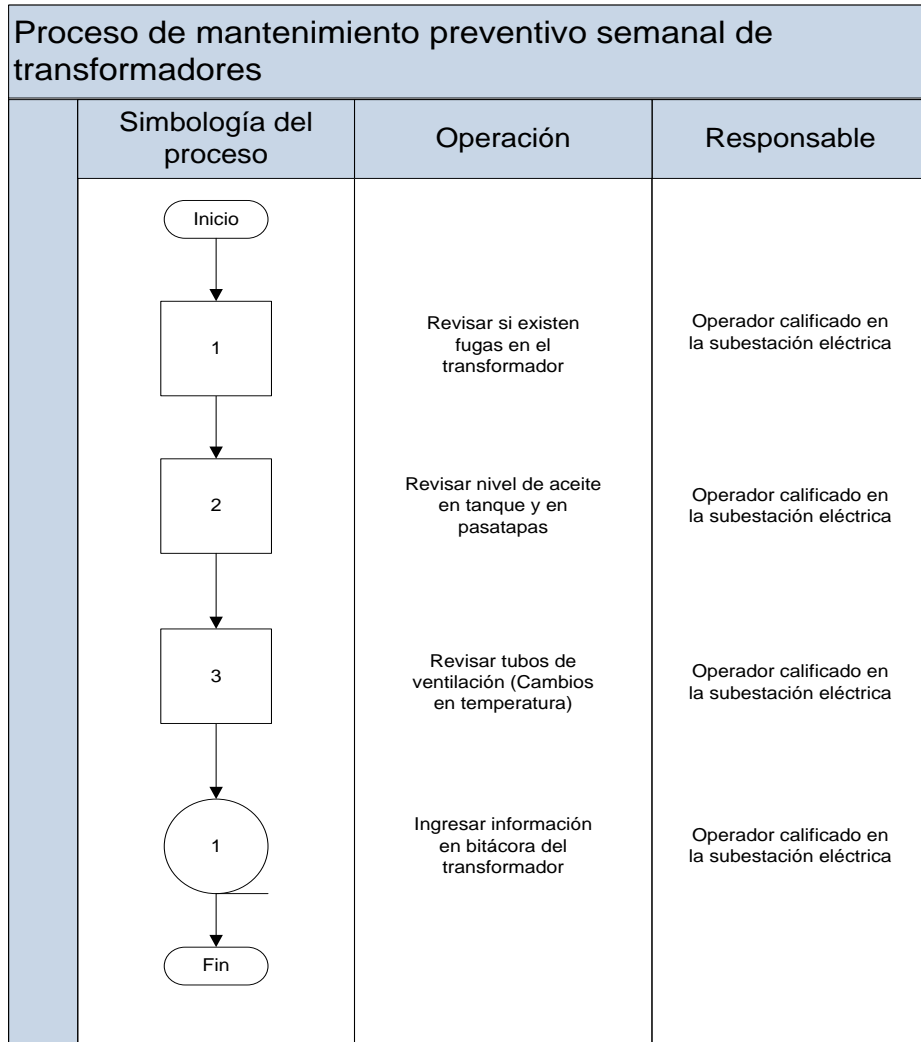 Proceso de mantenimiento preventivo semanal de
transformadores
Simbología del
proceso
Operación
Responsable
Inicio
1
Revisar si existen
fugas en el
transformador
Operador calificado en
la subestación eléctrica
2
Revisar nivel de aceite
en tanque y en
pasatapas
Operador calificado en
la subestación eléctrica
3
Revisar tubos de
ventilación (Cambios
en temperatura)
Operador calificado en
la subestación eléctrica
1
Ingresar información
en bitácora del
transformador
Operador calificado en
la subestación eléctrica
Fin